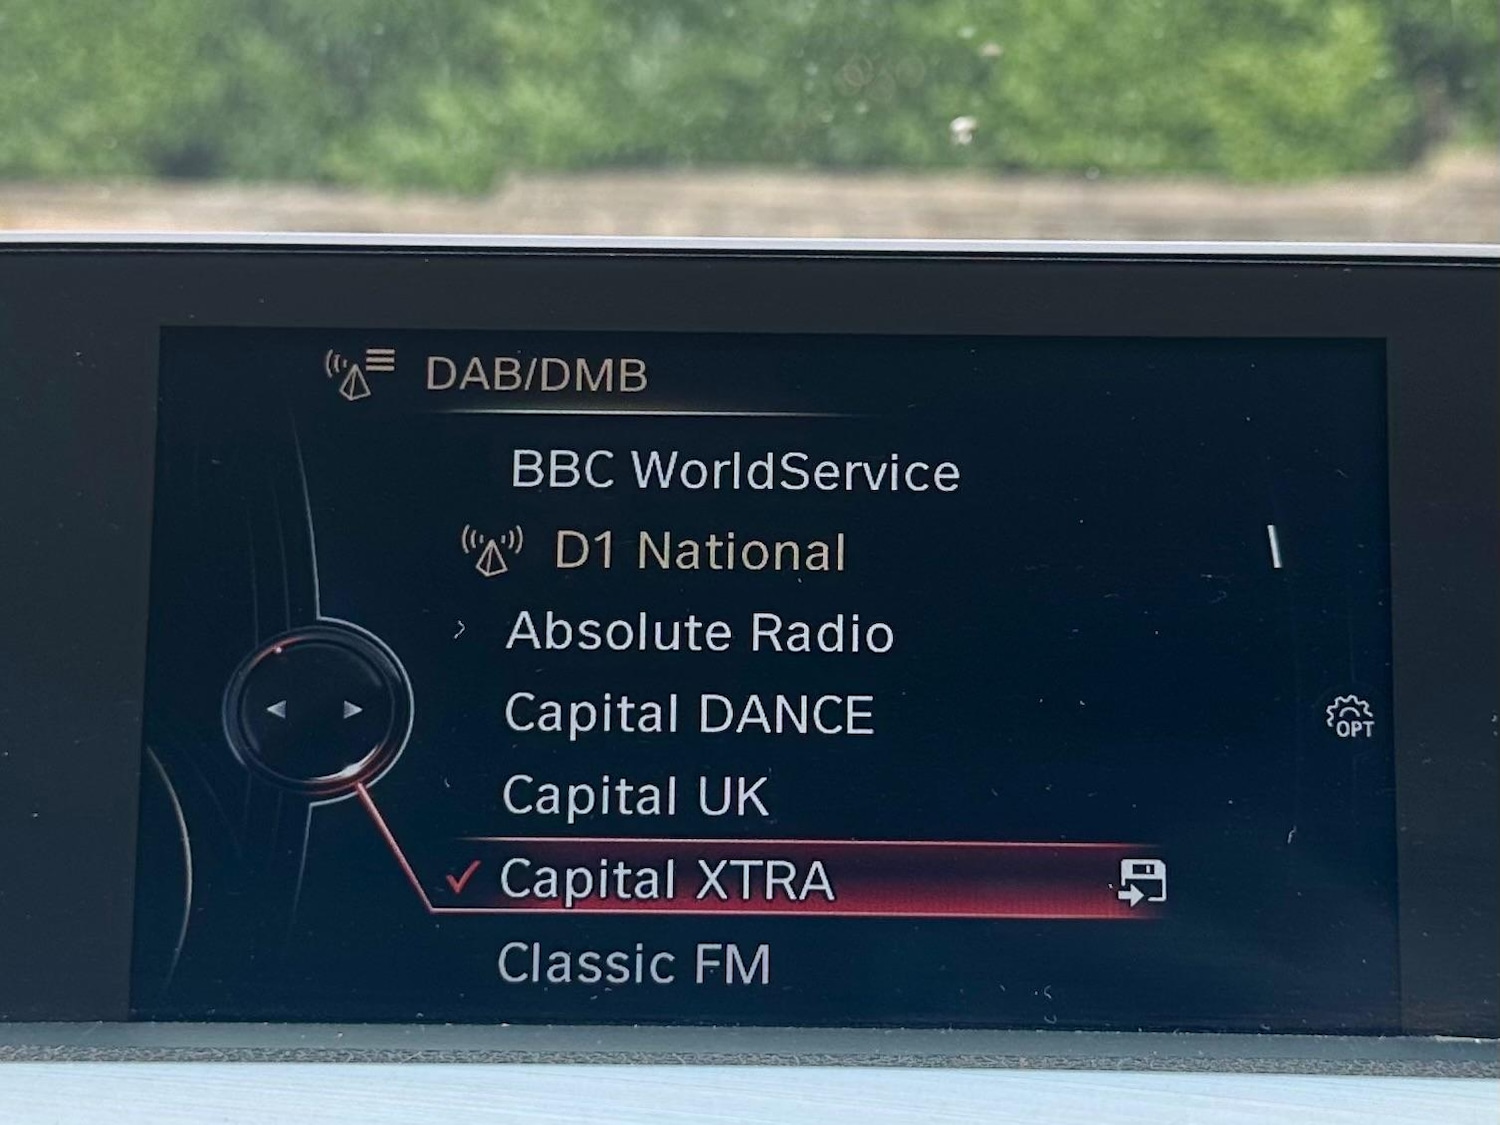 DAB/DMB
BBC WorldService
D1 National
Absolute Radio
Capital DANCE
OPT
Capital UK
Capital XTRA
Classic FM